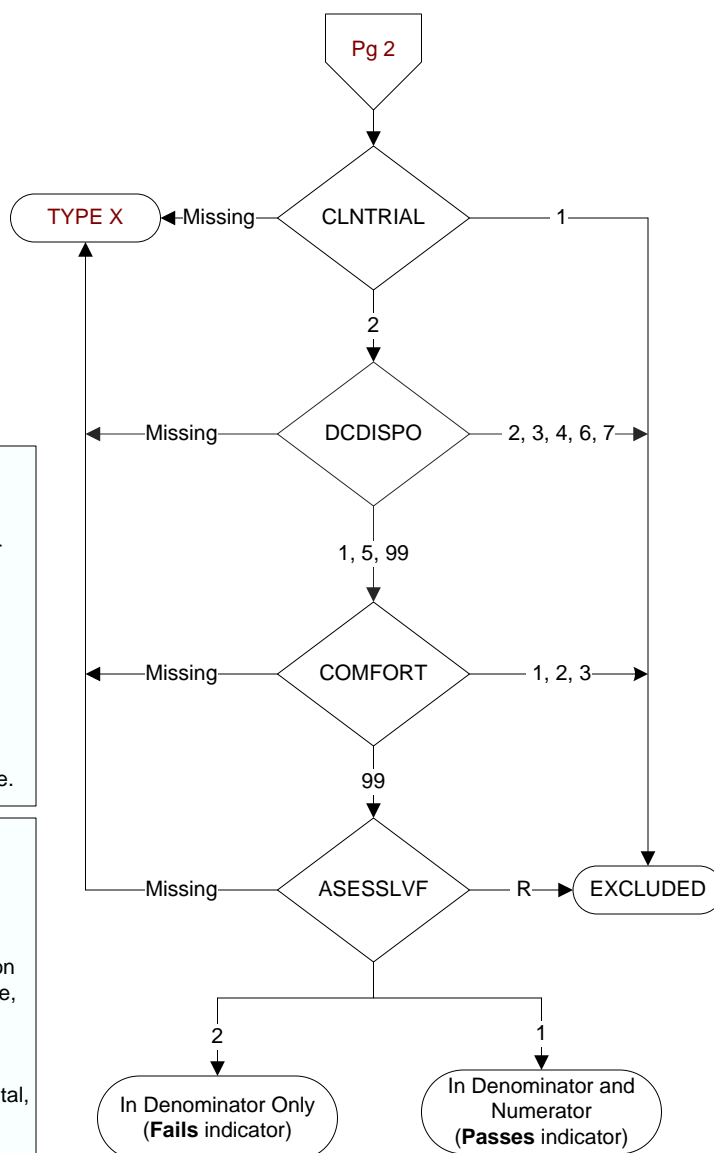 Pg 2
CLNTRIAL
TYPE X
Missing
1
2
DCDISPO
Missing
2, 3, 4, 6, 7
1, 5, 99
COMFORT
Missing
1, 2, 3
99
e.
ASESSLVF
Missing
R
EXCLUDED
on
e,
2
1
tal,
In Denominator Only
(Fails indicator)
In Denominator and
Numerator
(Passes indicator)